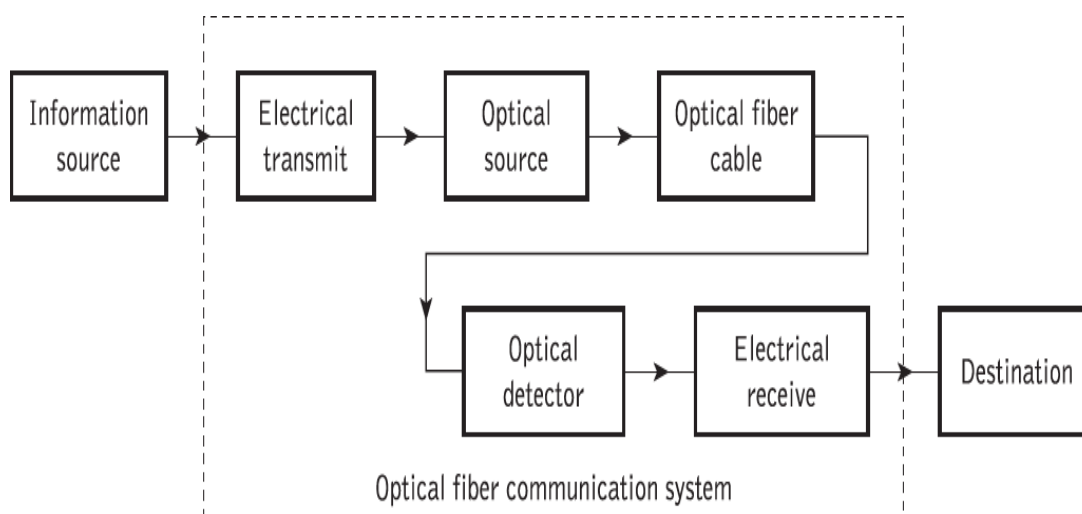 Information
source
Electrical
transmit
Optical
source
Optical fiber
cable
Optical
detector
Electrical
receive
Destination
Optical fiber communication system